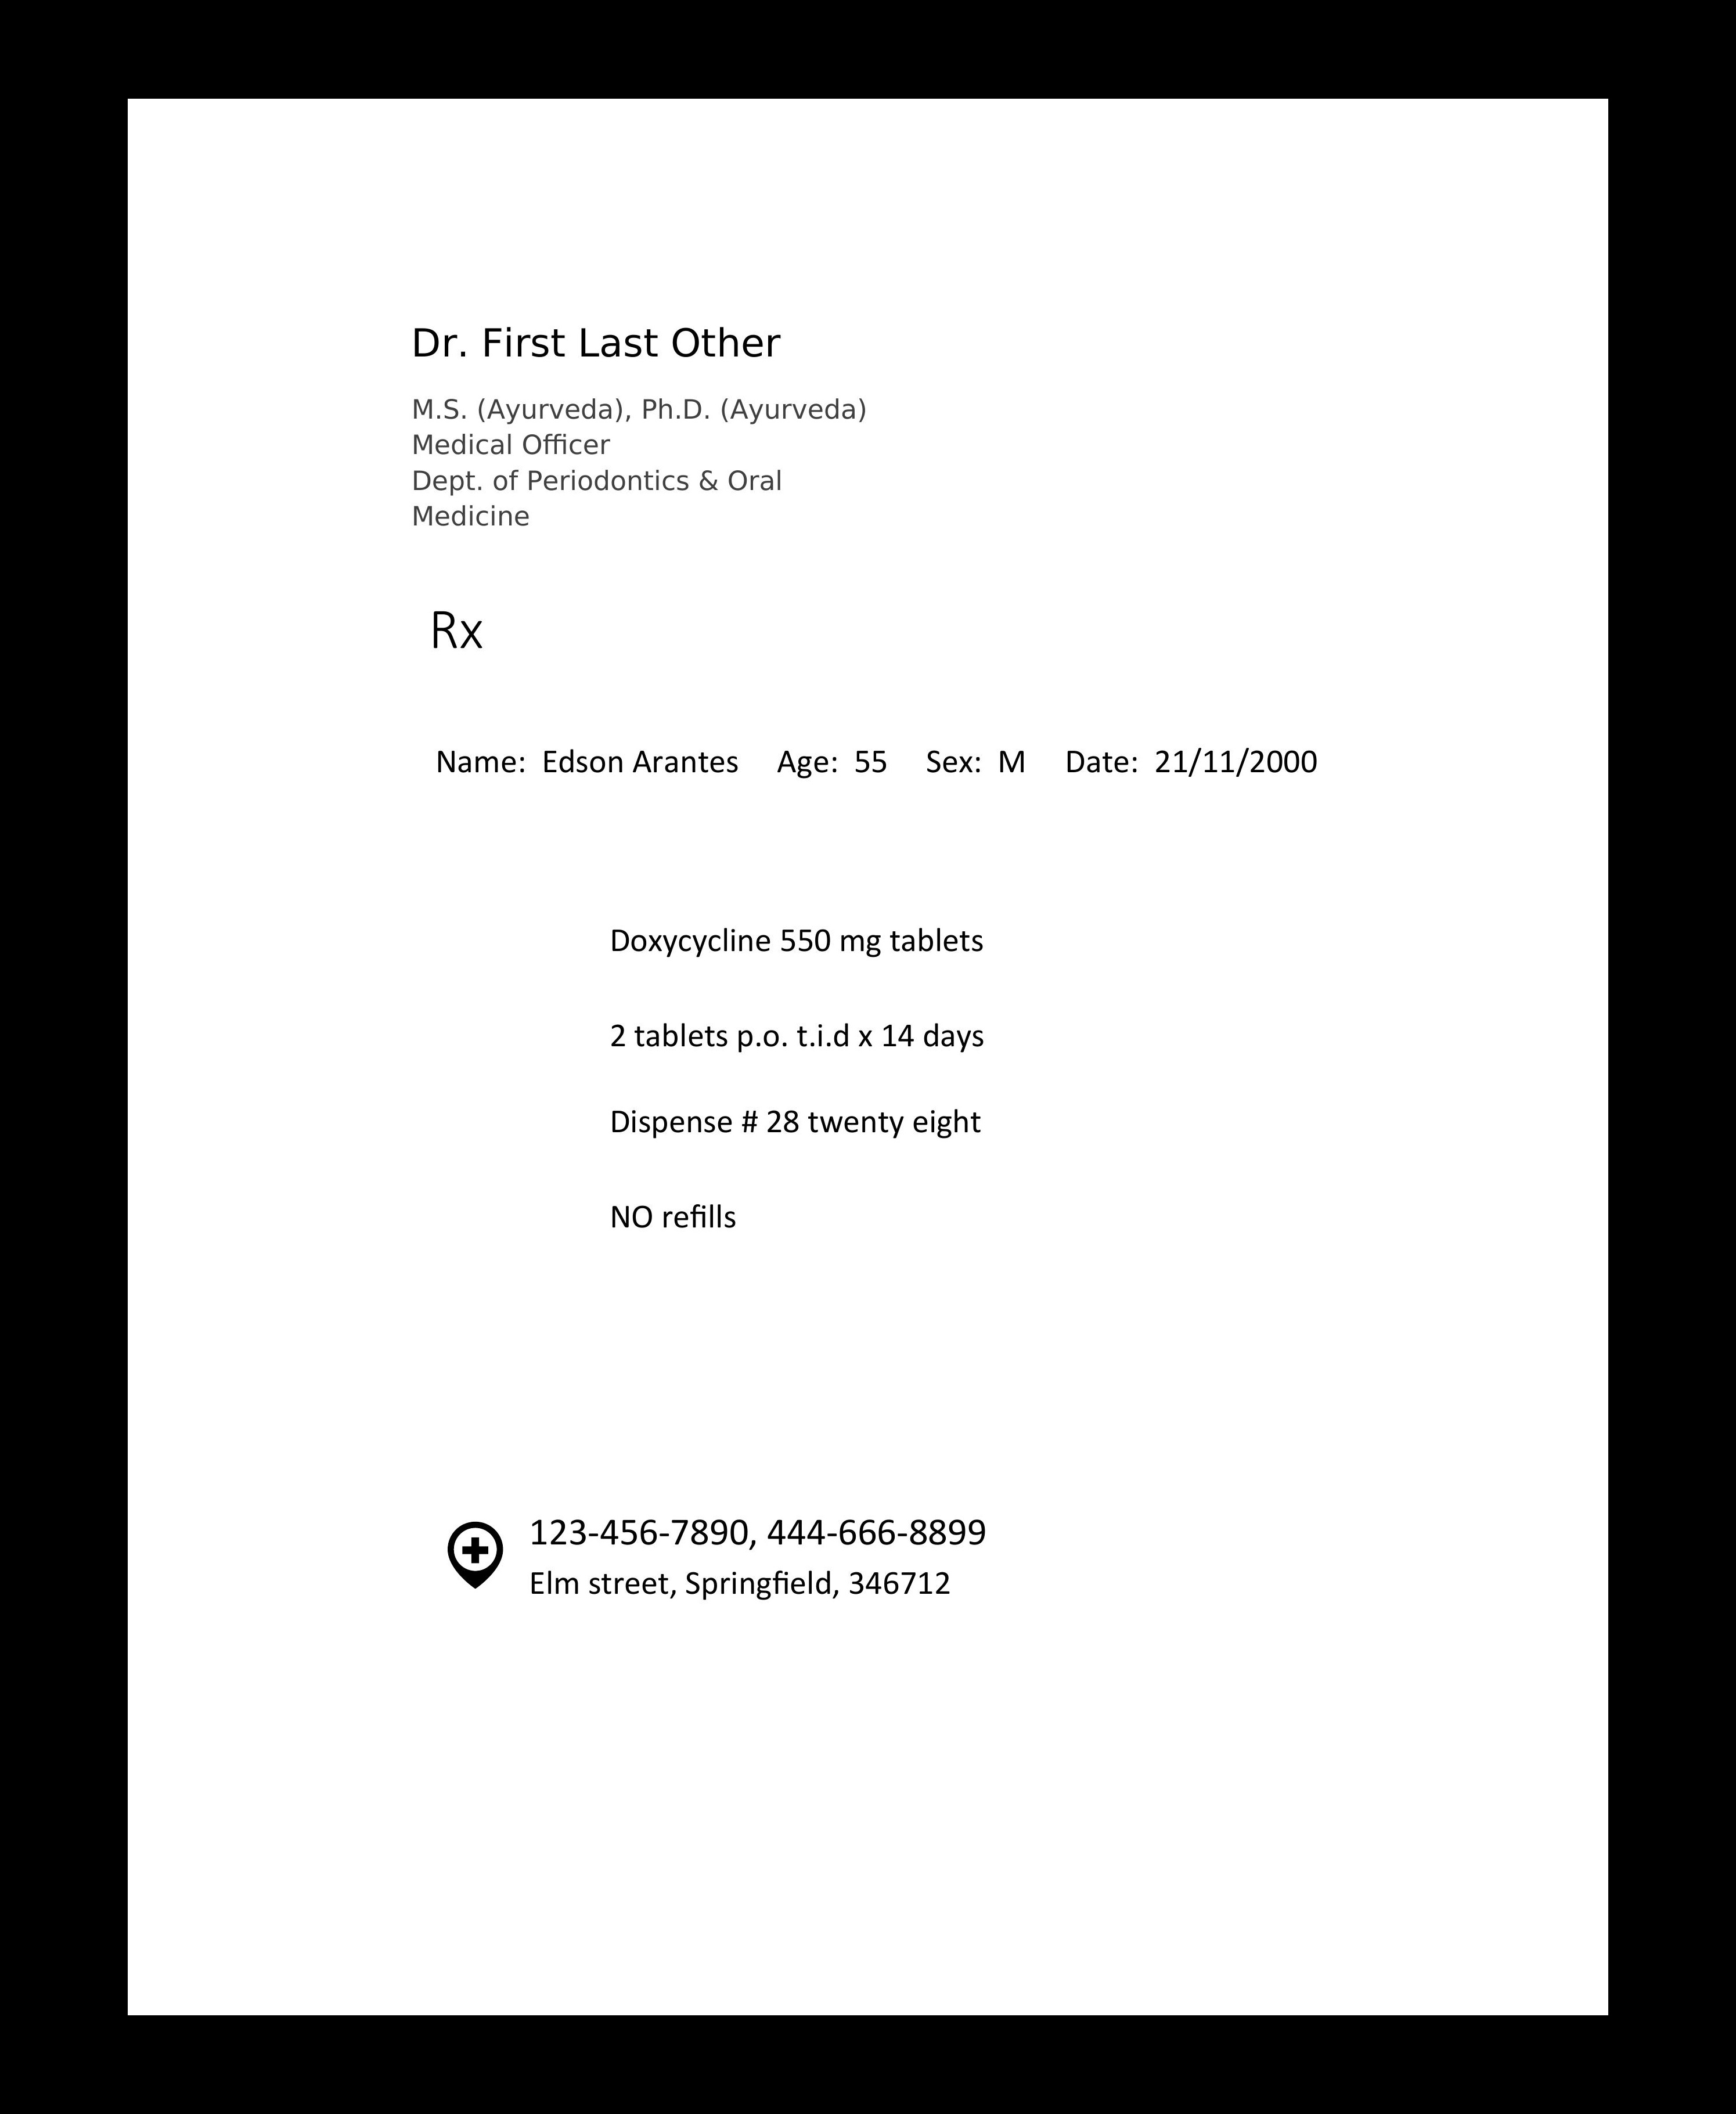 Dr. First Last Other
M.S. (Ayurveda), Ph.D. (Ayurveda)
Medical Officer
Dept. of Periodontics & Oral
Medicine
Rx
Name: Edson Arantes Age: 55 Sex: M Date: 21/11/2000
Doxycycline 550 mg tablets
2 tablets p.o. t.i.d x 14 days
Dispense # 28 twenty eight
NO refills
123-456-7890, 444-666-8899
Elm street, Springfield, 346712